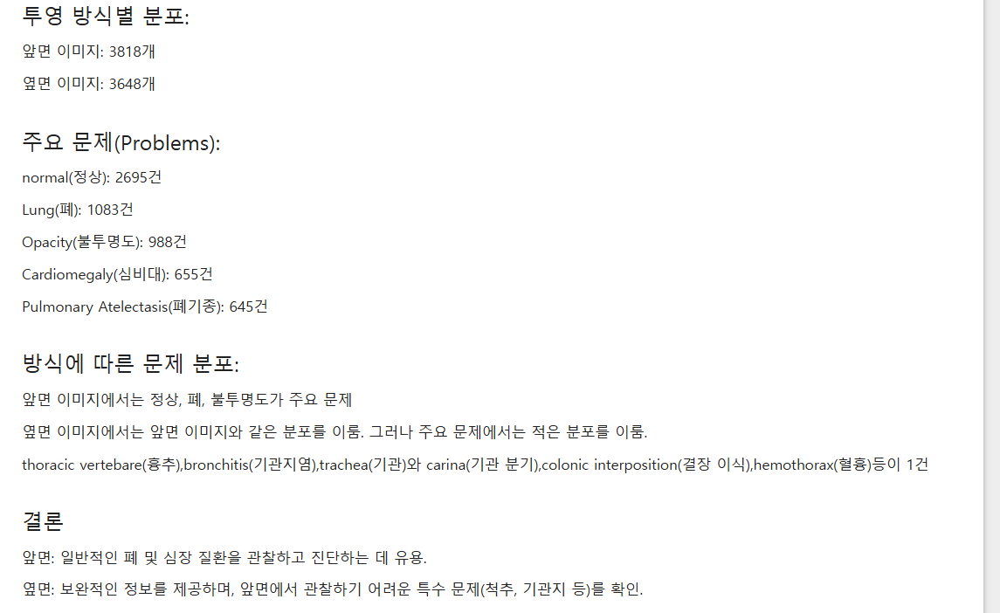 투영 방식별 분포:
앞면 이미지: 3818개
옆면 이미지: 3648개
주요 문제(Problems):
normal(정상): 2695건
Lung(폐): 1083건
Opacity(불투명도): 988건
Cardiomegaly(심비대): 655건
Pulmonary Atelectasis(폐기종): 645건
방식에 따른 문제 분포:
앞면 이미지에서는 정상, 폐, 불투명도가 주요 문제
옆면 이미지에서는 앞면 이미지와 같은 분포를 이룸. 그러나 주요 문제에서는 적은 분포를 이룸.
thoracic vertebare(흉추),bronchitis(기관지염),trachea(기관)와 carina(기관 분기),colonic interposition(결장 이식),hemothorax(혈흉)등이 1건
결론
앞면: 일반적인 폐 및 심장 질환을 관찰하고 진단하는 데 유용.
옆면: 보완적인 정보를 제공하며, 앞면에서 관찰하기 어려운 특수 문제(척추, 기관지 등)를 확인.